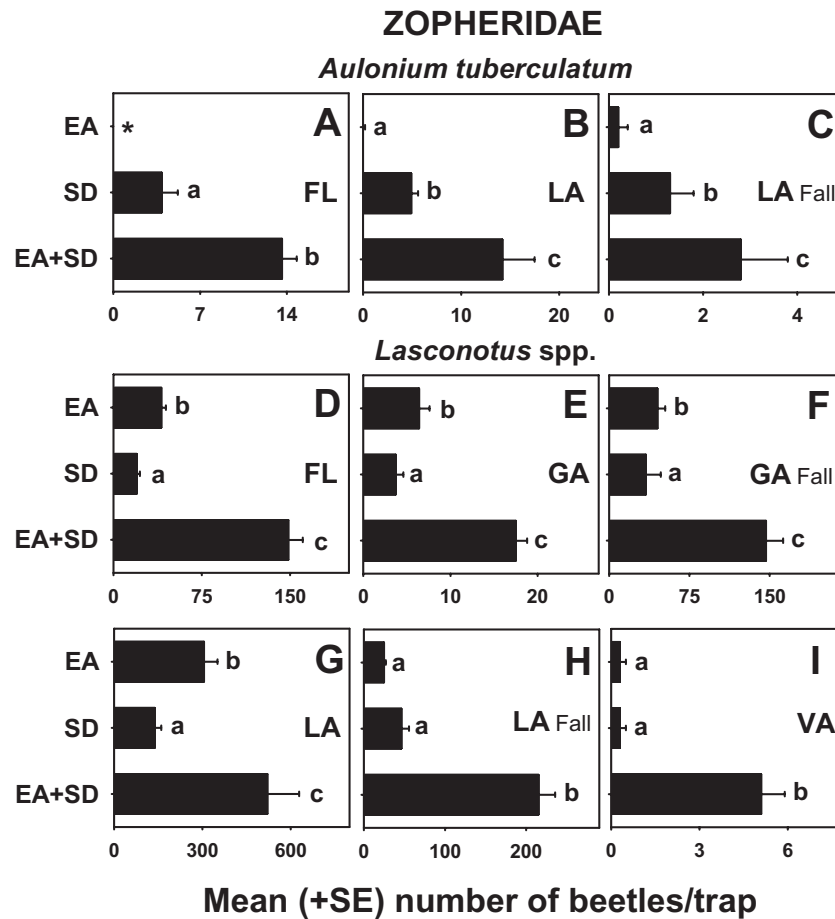 ZOPHERIDAE
Aulonium tuberculatum
EA * A a B a C
SD a FL b LA b LA Fall
EA+SD b c c
0 7 14 0 10 20 0 2 4
Lasconotus spp.
EA b D b E b F
SD a FL a GA a GA Fall
EA+SD c c c
0 75 150 0 10 20 0 75 150
EA b G a H a I
SD a LA a LA Fall a VA
EA+SD c b b
0 300 600 0 100 200 0 3 6
Mean (+SE) number of beetles/trap